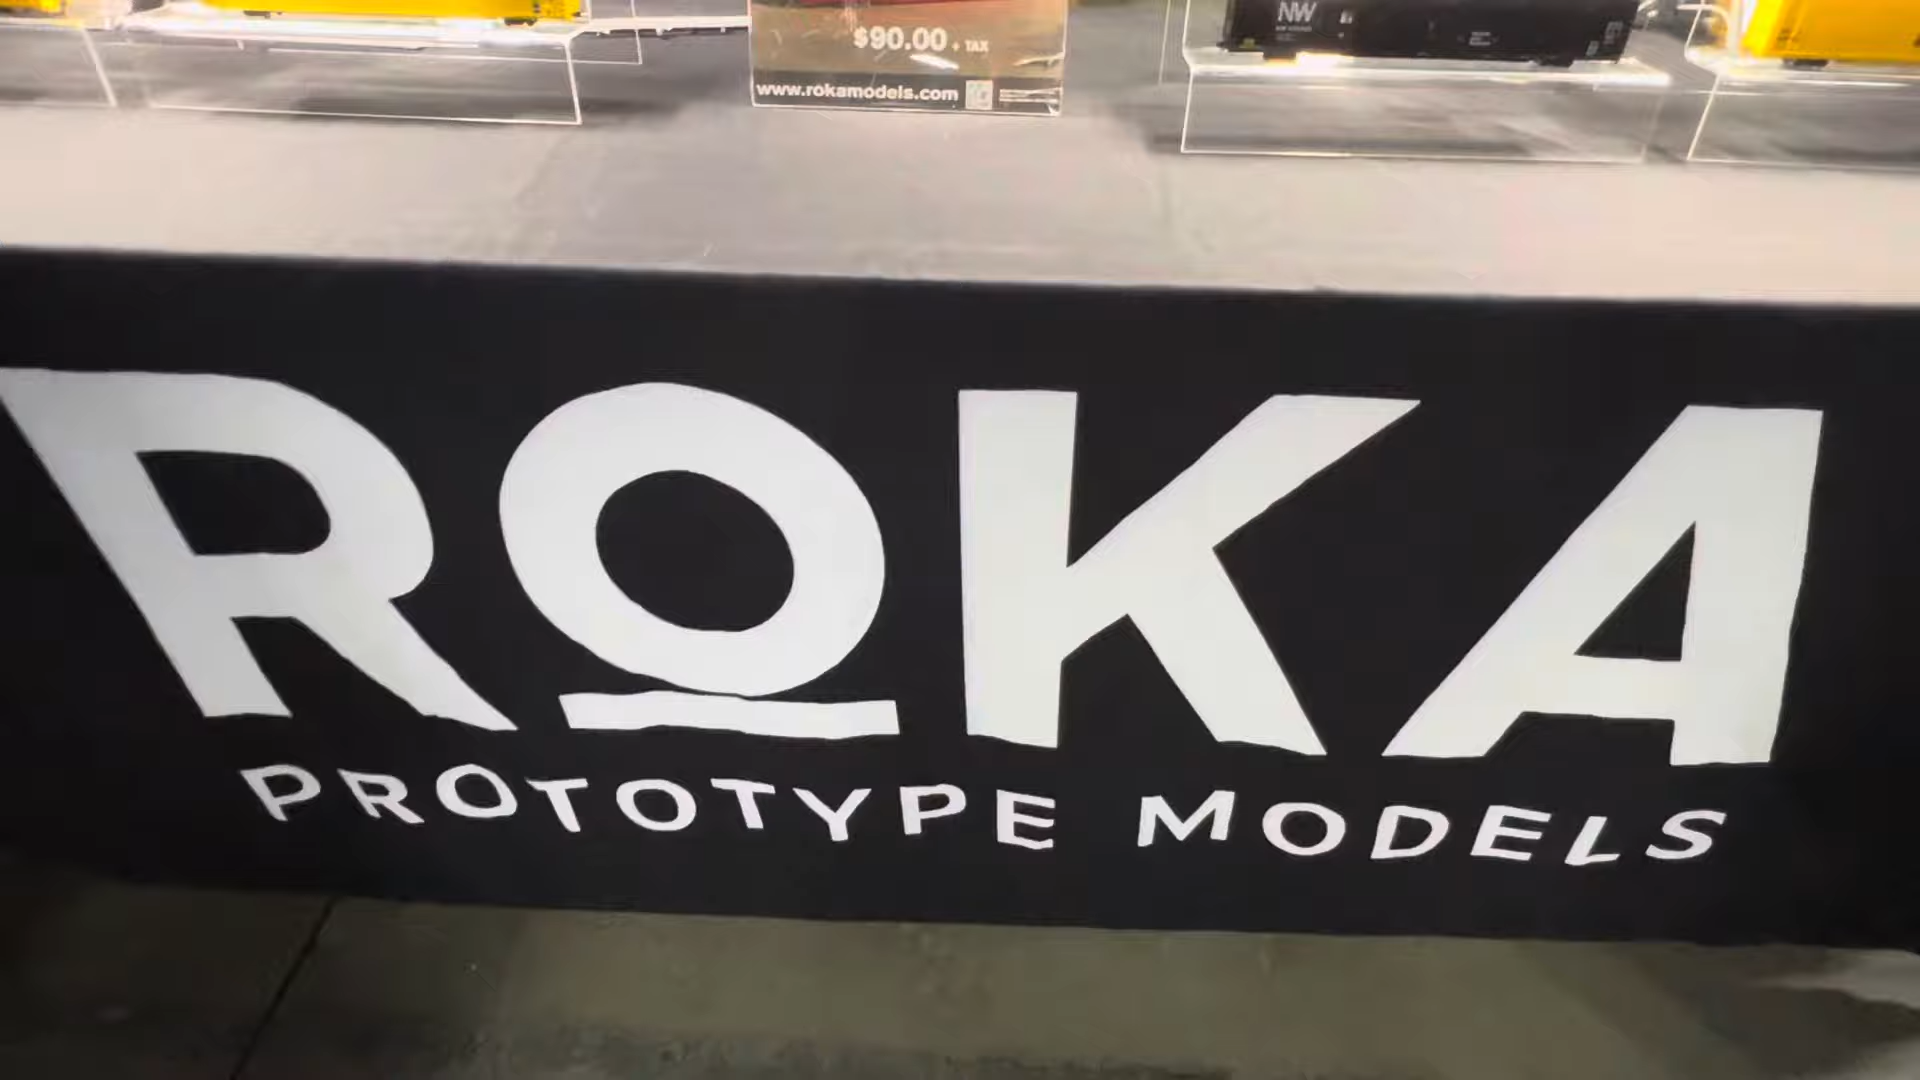 $90.00 + TAX
www.rokamodels.com
NW
ROKA
PROTOTYPE MODELS